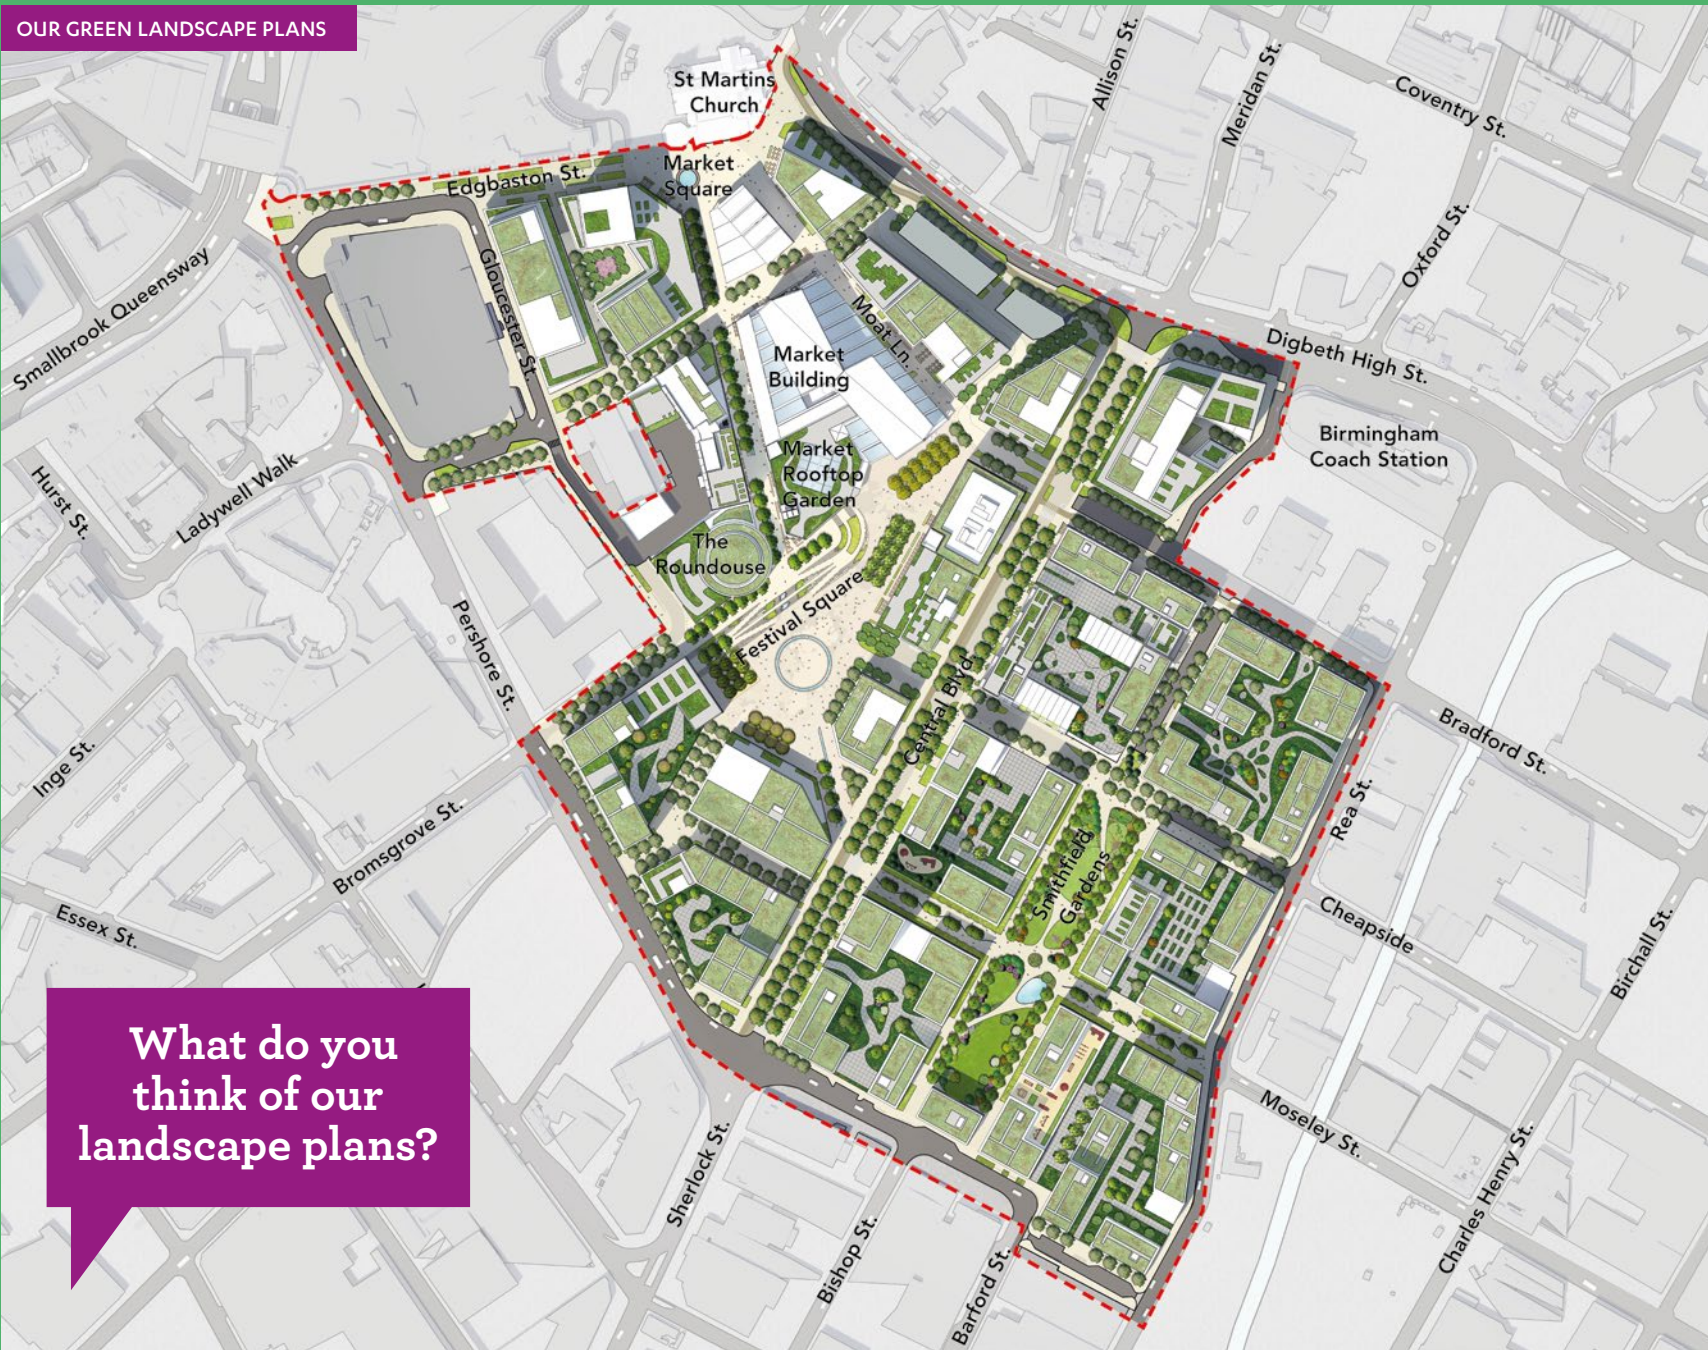 OUR GREEN LANDSCAPE PLANS
St Martins
Church
Allison St.
Meridan St.
Coventry St.
Market
Square
Edgbaston St.
Smallbrook Queensway
Gloucester St.
Oxford St.
Moat Ln.
Market
Building
Digbeth High St.
Birmingham
Coach Station
Hurst St.
Ladywell Walk
Market
Rooftop
Garden
The
Roundouse
Festival Square
Pershore St.
Central Blvd.
Bradford St.
Inge St.
Bromsgrove St.
Rea St.
Smithfield
Gardens
Essex St.
Cheapside
Birchall St.
What do you
think of our
landscape plans?
Sherlock St.
Moseley St.
Bishop St.
Charles Henry St.
Barford St.